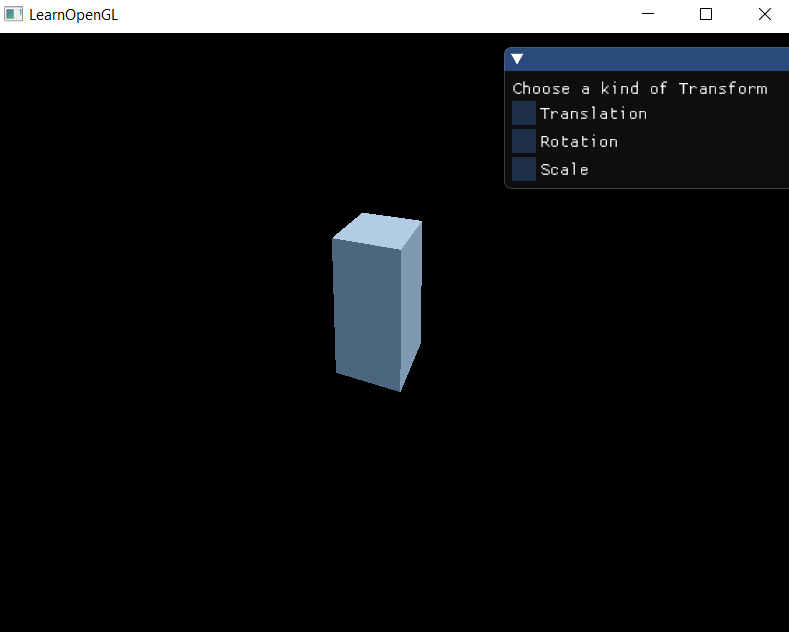 LearnOpenGL
Choose a kind of Transform
Translation
Rotation
Scale